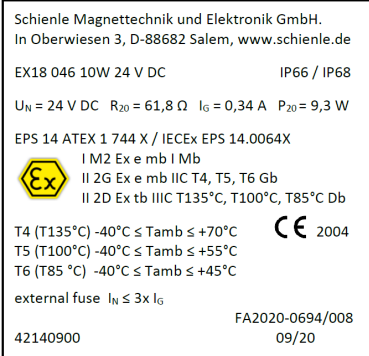 Schienle Magnettechnik und Elektronik GmbH.
In Oberwiesen 3, D-88682 Salem, www.schienle.de
EX18 046 10W 24 V DC IP66 / IP68
UN = 24 V DC R20 = 61,8 Ω IG = 0,34 A P20 = 9,3 W
EPS 14 ATEX 1 744 X / IECEx EPS 14.0064X
I M2 Ex e mb I Mb
Ex II 2G Ex e mb IIC T4, T5, T6 Gb
II 2D Ex tb IIIC T135°C, T100°C, T85°C Db
T4 (T135°C) -40°C ≤ Tamb ≤ +70°C CE 2004
T5 (T100°C) -40°C ≤ Tamb ≤ +55°C
T6 (T85 °C) -40°C ≤ Tamb ≤ +45°C
external fuse IN ≤ 3x IG
FA2020-0694/008
42140900 09/20